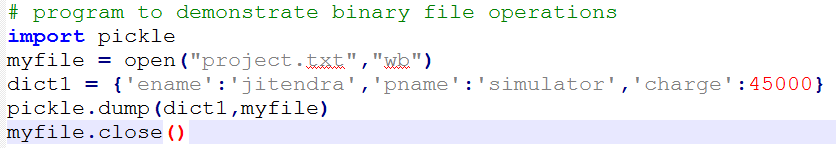 # program to demonstrate binary file operations
import pickle
myfile = open("project.txt","wb")
dict1 = {'ename':'jitendra','pname':'simulator','charge':45000}
pickle.dump(dict1,myfile)
myfile.close()